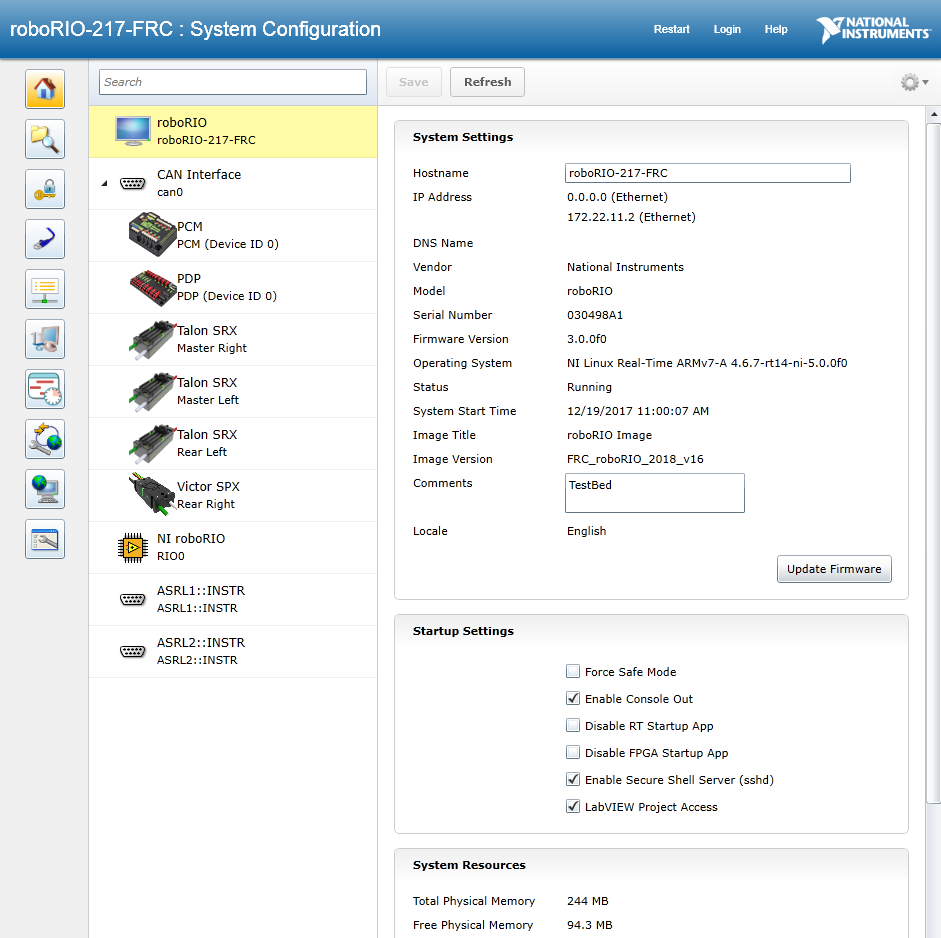 roboRIO-217-FRC : System Configuration
Restart
Login
Help
NATIONAL
INSTRUMENTS
Search
Save
Refresh
roboRIO
roboRIO-217-FRC
CAN Interface
can0
PCM
PCM (Device ID 0)
PDP
PDP (Device ID 0)
Talon SRX
Master Right
Talon SRX
Master Left
Talon SRX
Rear Left
Victor SPX
Rear Right
NI roboRIO
RIO0
ASRL1::INSTR
ASRL1::INSTR
ASRL2::INSTR
ASRL2::INSTR
System Settings
Hostname roboRIO-217-FRC
IP Address 0.0.0.0 (Ethernet)
172.22.11.2 (Ethernet)
DNS Name
Vendor National Instruments
Model roboRIO
Serial Number 030498A1
Firmware Version 3.0.0f0
Operating System NI Linux Real-Time ARMv7-A 4.6.7-rt14-ni-5.0.0f0
Status Running
System Start Time 12/19/2017 11:00:07 AM
Image Title roboRIO Image
Image Version FRC_roboRIO_2018_v16
Comments TestBed
Locale English
Update Firmware
Startup Settings
Force Safe Mode
Enable Console Out
Disable RT Startup App
Disable FPGA Startup App
Enable Secure Shell Server (sshd)
LabVIEW Project Access
System Resources
Total Physical Memory 244 MB
Free Physical Memory 94.3 MB